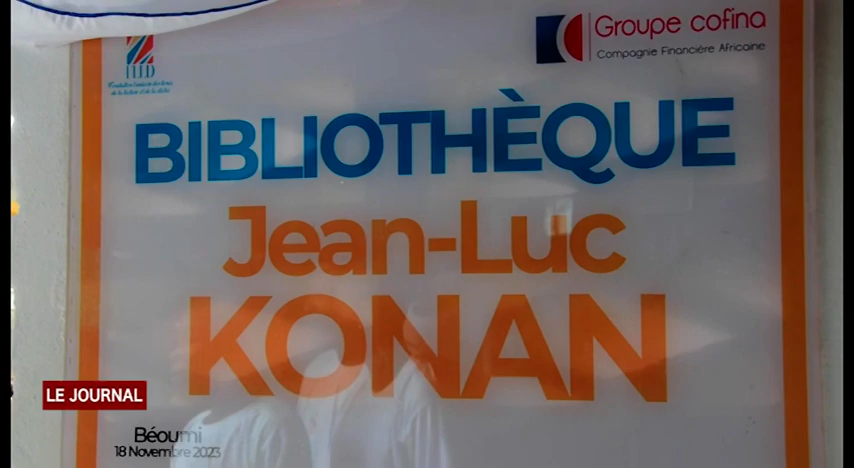 Groupe cofina
Compagnie Financière Africaine
BIBLIOTHÈQUE
Jean-Luc
KONAN
LE JOURNAL
Béoumi
18 Novembre 2023